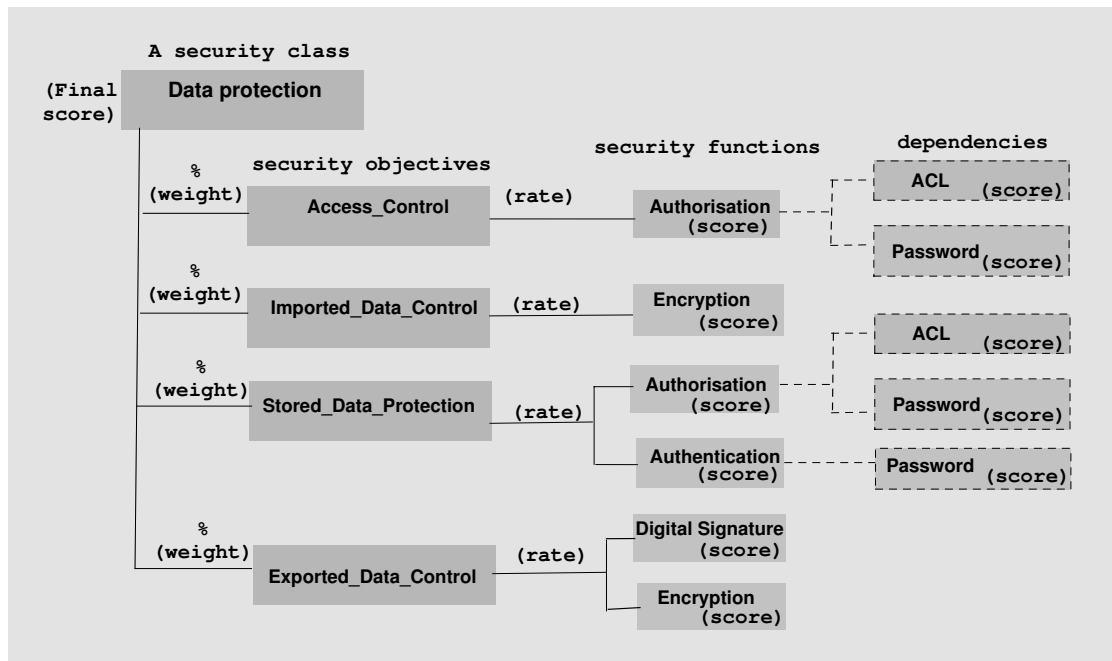 A security class
(Final
score)
Data protection
security objectives
security functions
dependencies
%
(weight)
Access_Control
(rate)
Authorisation
(score)
ACL
(score)
Password
(score)
%
(weight)
Imported_Data_Control
(rate)
Encryption
(score)
%
(weight)
Stored_Data_Protection
(rate)
Authorisation
(score)
ACL
(score)
Password
(score)
Authentication
(score)
Password
(score)
%
(weight)
Exported_Data_Control
(rate)
Digital Signature
(score)
Encryption
(score)